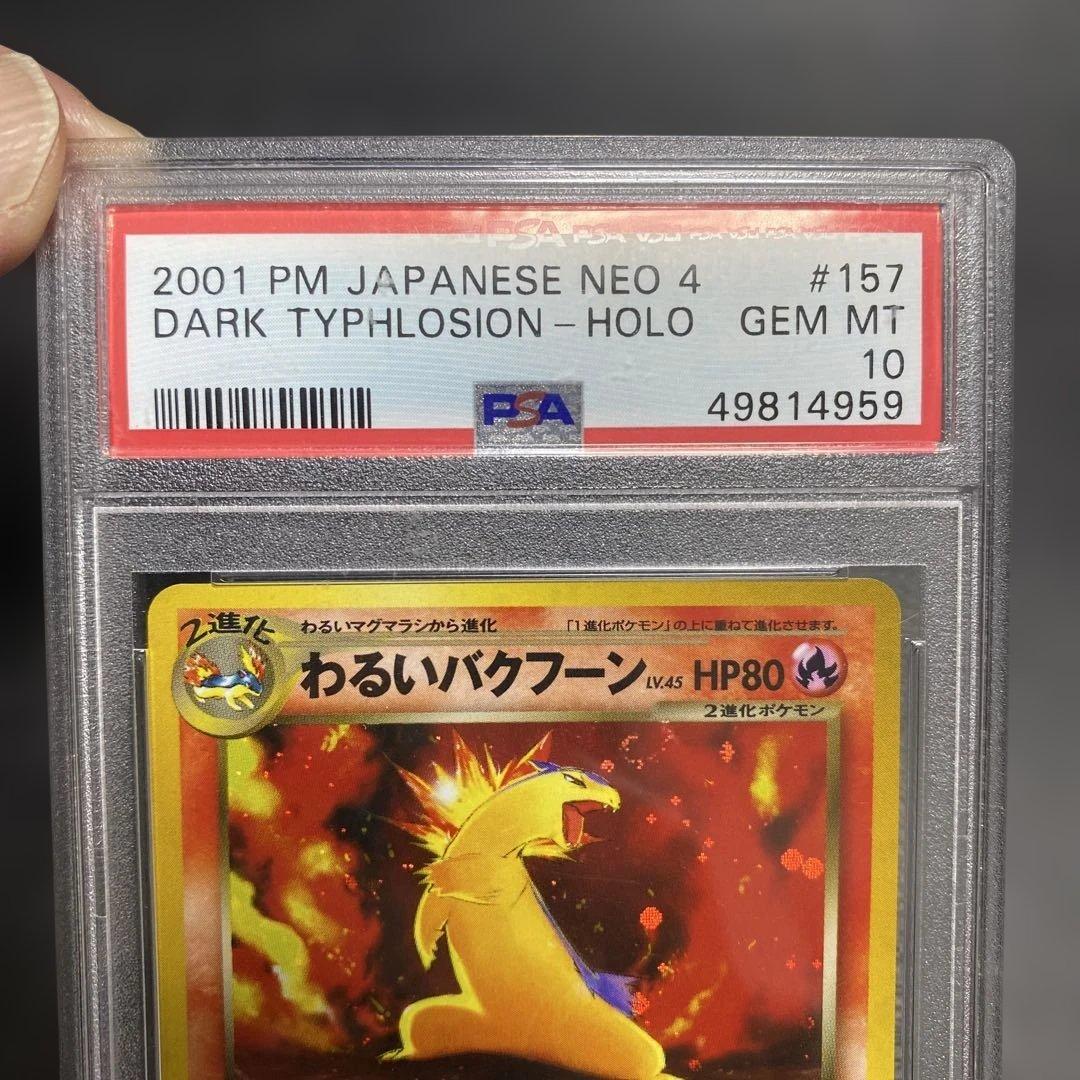 2001 PM JAPANESE NEO 4 #157
DARK TYPHLOSION - HOLO GEM MT
10
PSA 49814959
2進化
わるいマグマラシから進化 「1進化ポケモン」の上に重ねて進化させます。
わるいバクフーン LV.45 HP80
2進化ポケモン